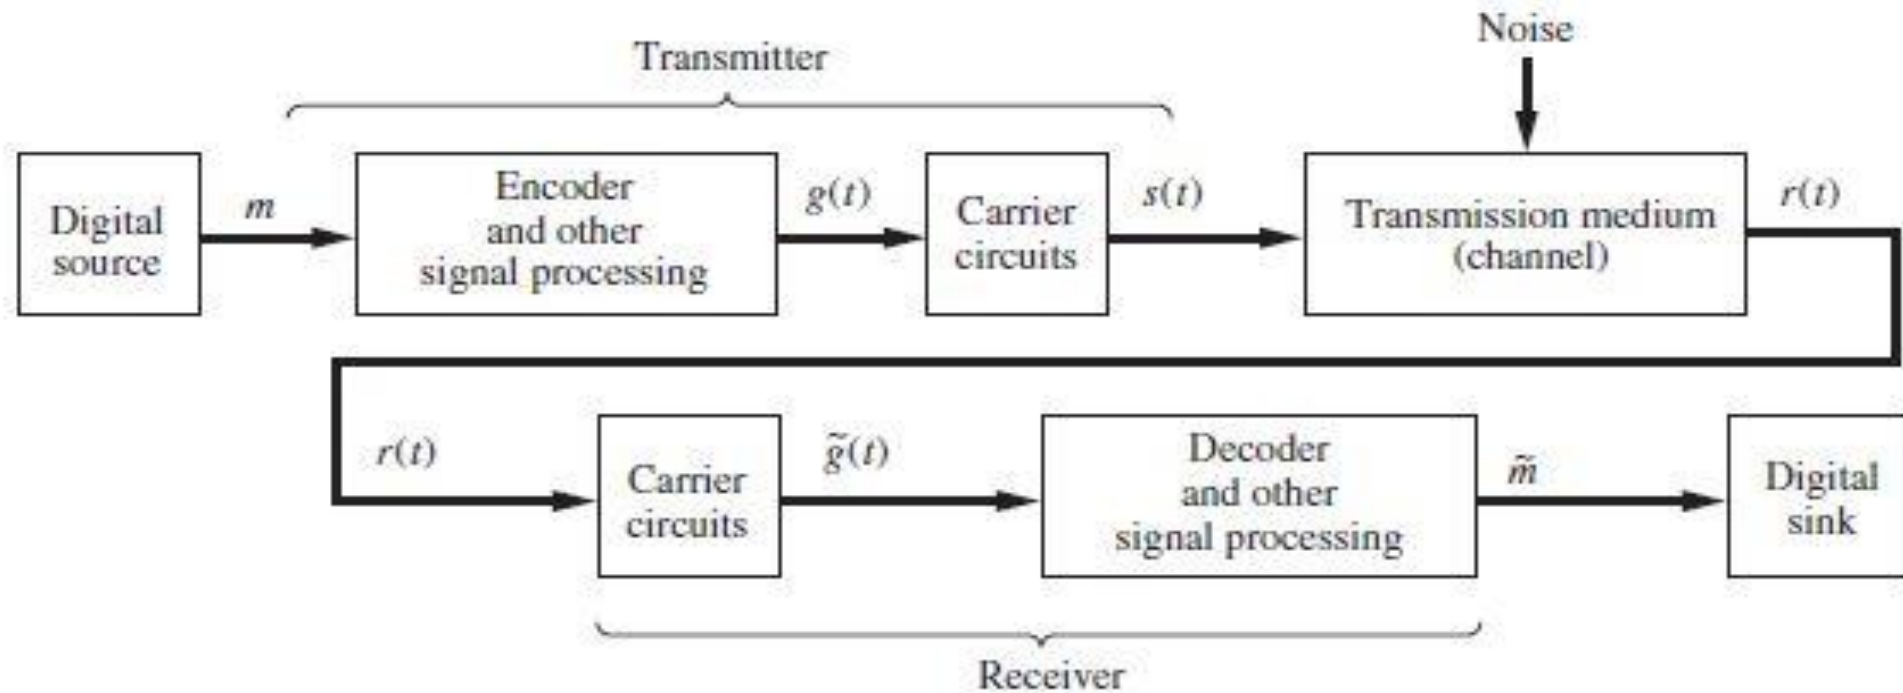 Transmitter
Noise
Digital
source
m
Encoder
and other
signal processing
g(t)
Carrier
circuits
s(t)
Transmission medium
(channel)
r(t)
r(t)
Carrier
circuits
g̃(t)
Decoder
and other
signal processing
m̃
Digital
sink
Receiver